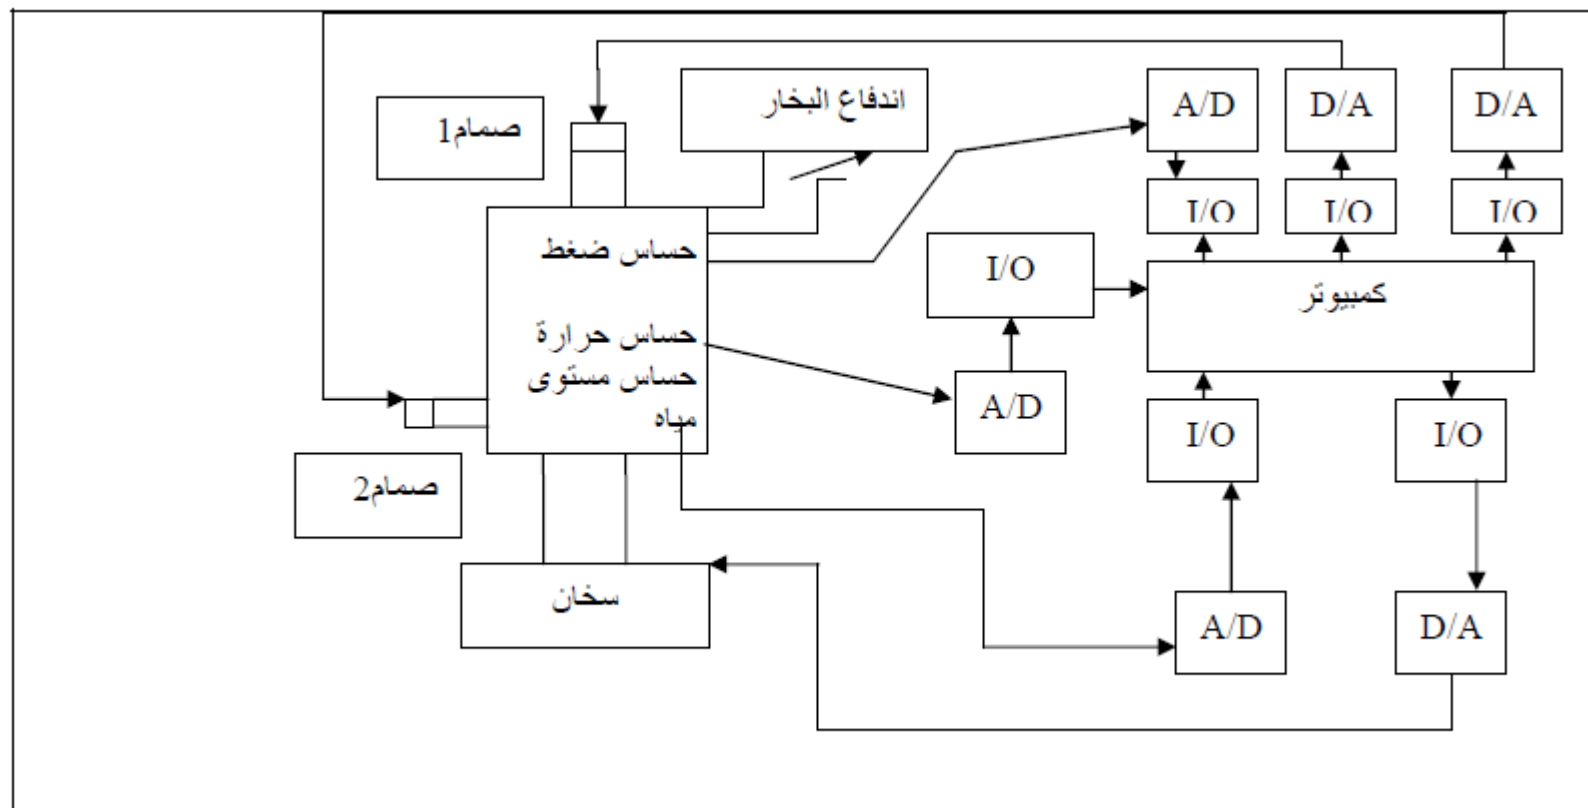 اندفاع البخار
A/D
D/A
D/A
صمام1
I/O
I/O
I/O
حساس ضغط
I/O
كمبيوتر
حساس حرارة
حساس مستوى
مياه
A/D
I/O
I/O
صمام2
سخان
A/D
D/A